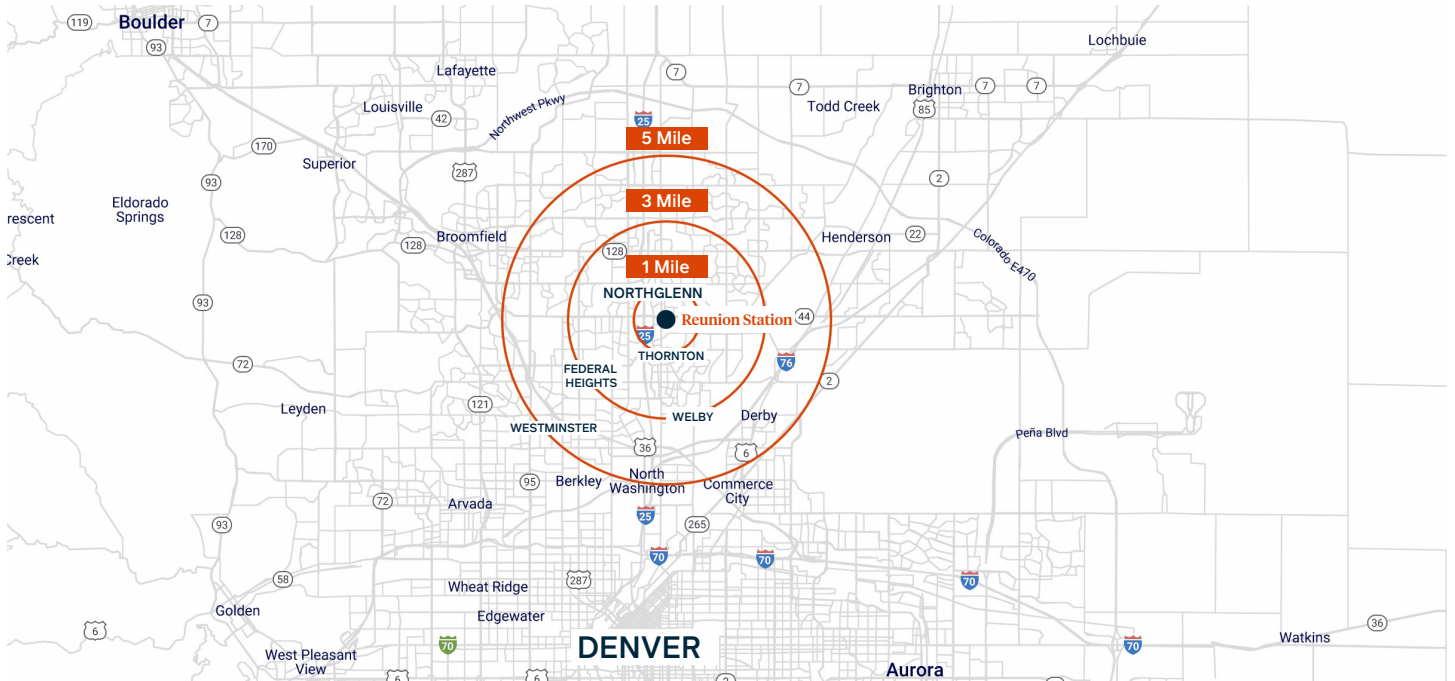 119
Boulder
7
93
Lochbuie
Lafayette
7
Louisville
42
Northwest Pkwy
25
7
Todd Creek
Brighton
7
7
85
5 Mile
170
Superior
287
93
2
3 Mile
Eldorado
Springs
rescent
128
Broomfield
128
128
Henderson
22
Colorado E470
Creek
1 Mile
NORTHGLENN
93
25
Reunion Station
44
THORNTON
72
FEDERAL
HEIGHTS
76
2
Leyden
121
WESTMINSTER
WELBY
Derby
Peña Blvd
36
6
95
Berkley
North
Washington
Commerce
City
72
Arvada
93
25
265
70
70
58
Wheat Ridge
287
70
Golden
Edgewater
6
DENVER
70
West Pleasant
View
36
Watkins
70
Aurora
6
6
2